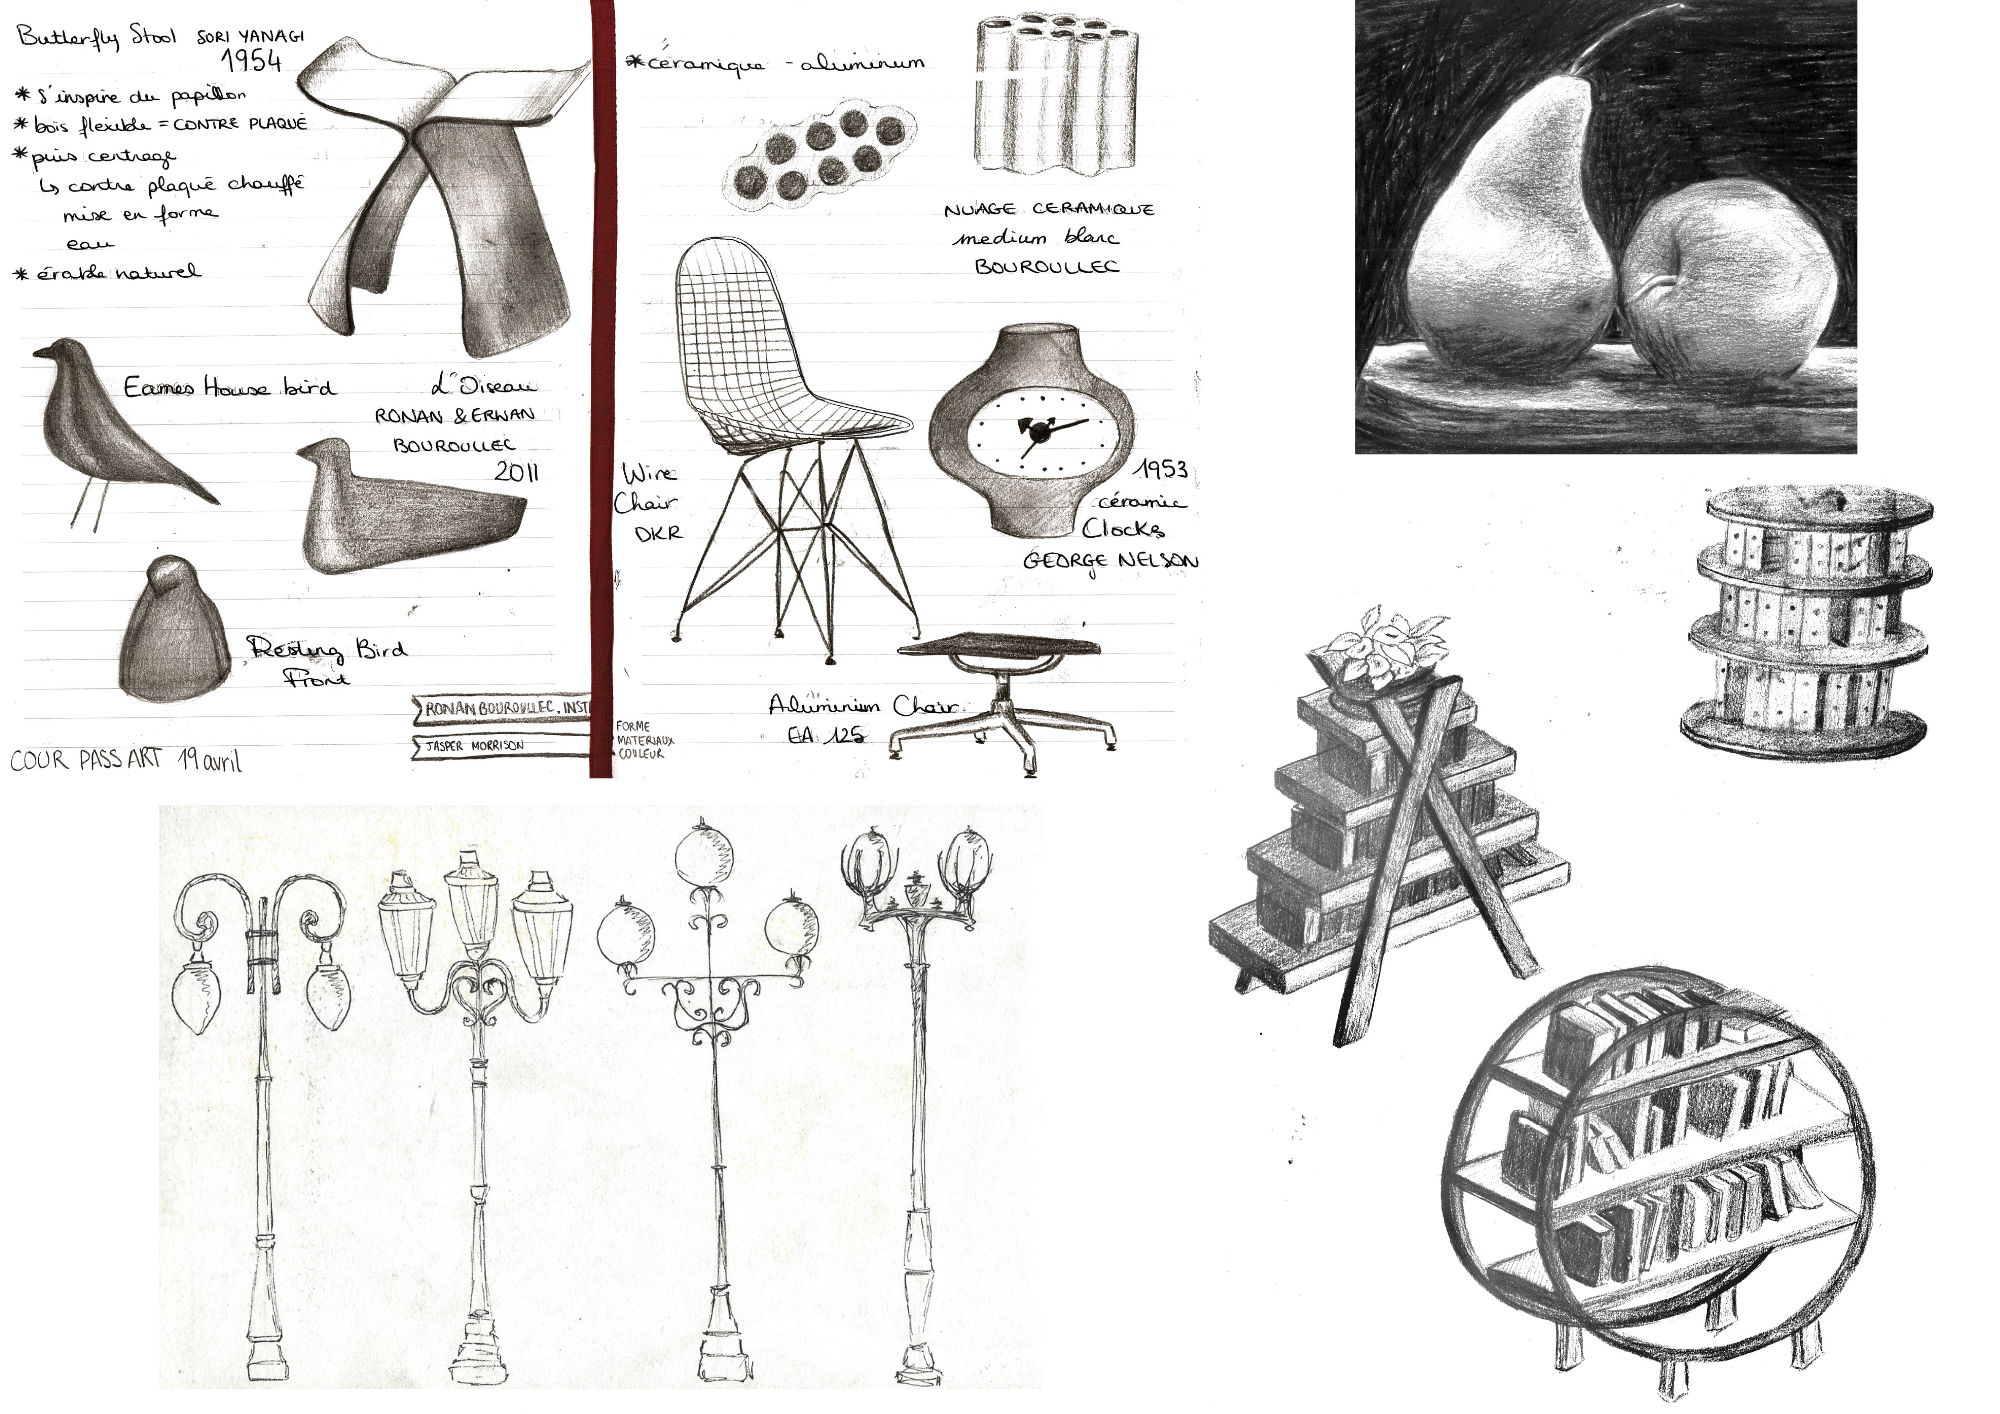 Butterfly Stool SORI YANAGI
1954
* S'inspire du papillon
* bois flexible = CONTRE PLAQUÉ
* puis centrage
↳ contre plaqué chauffé
mise en forme
eau
* érable naturel
Eames House bird
d'Oiseau
RONAN & ERWAN
BOUROULLEC
2011
Resting Bird
Front
RONAN BOUROULLEC. INST
JASPER MORRISON
COUR PASS ART 19 avril
* céramique - aluminum
NUAGE CERAMIQUE
medium blanc
BOUROULLEC
Wire
Chair
DKR
1953
céramic
Clocks
GEORGE NELSON
Aluminium Chair
EA 125
FORME
MATERIAUX
COULEUR